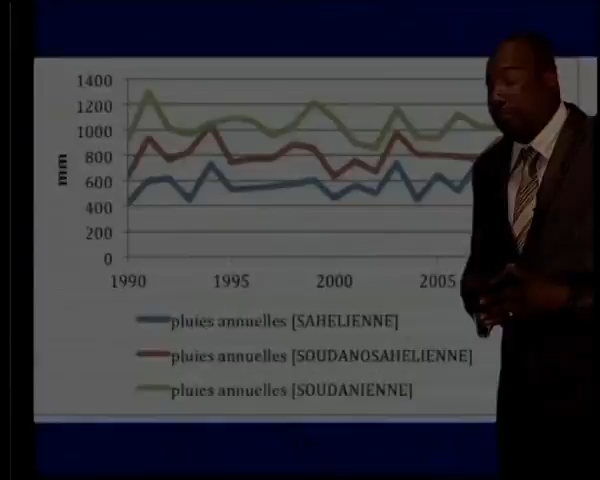 1400
1200
1000
800
600
400
200
0
mm
1990 1995 2000 2005
pluies annuelles [SAHELIENNE]
pluies annuelles [SOUDANOSAHELIENNE]
pluies annuelles [SOUDANIENNE]